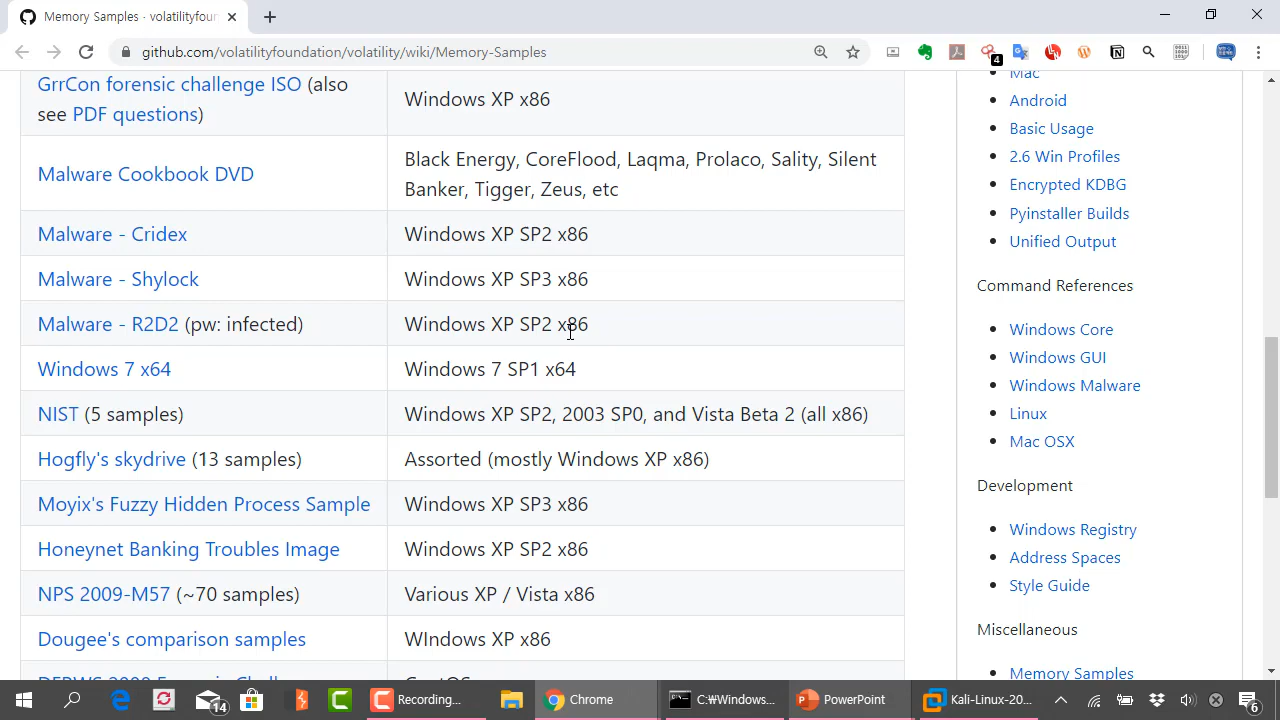 Memory Samples · volatilityfoun
github.com/volatilityfoundation/volatility/wiki/Memory-Samples
4
GrrCon forensic challenge ISO (also
see PDF questions)
Windows XP x86
Malware Cookbook DVD
Black Energy, CoreFlood, Laqma, Prolaco, Sality, Silent
Banker, Tigger, Zeus, etc
Malware - Cridex
Windows XP SP2 x86
Malware - Shylock
Windows XP SP3 x86
Malware - R2D2 (pw: infected)
Windows XP SP2 x86
Windows 7 x64
Windows 7 SP1 x64
NIST (5 samples)
Windows XP SP2, 2003 SP0, and Vista Beta 2 (all x86)
Hogfly's skydrive (13 samples)
Assorted (mostly Windows XP x86)
Moyix's Fuzzy Hidden Process Sample
Windows XP SP3 x86
Honeynet Banking Troubles Image
Windows XP SP2 x86
NPS 2009-M57 (~70 samples)
Various XP / Vista x86
Dougee's comparison samples
WIndows XP x86
Mac
Android
Basic Usage
2.6 Win Profiles
Encrypted KDBG
Pyinstaller Builds
Unified Output
Command References
Windows Core
Windows GUI
Windows Malware
Linux
Mac OSX
Development
Windows Registry
Address Spaces
Style Guide
Miscellaneous
Memory Samples
14
Recording...
Chrome
C:₩Windows...
PowerPoint
Kali-Linux-20...
6